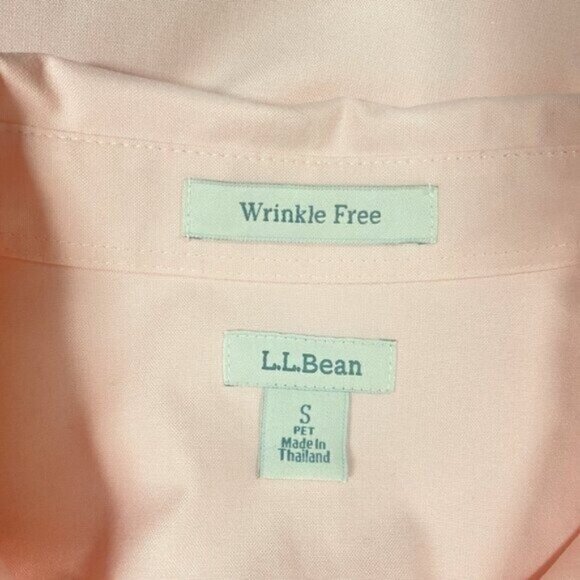 Wrinkle Free
L.L.Bean
S
PET
Made In
Thailand